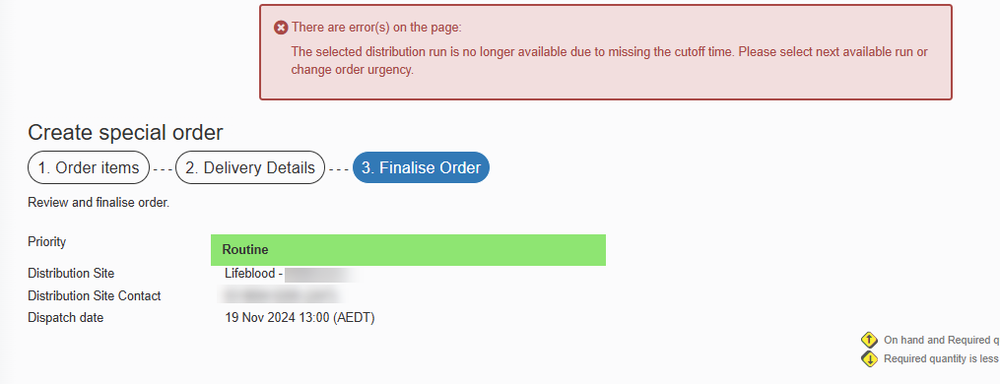 There are error(s) on the page:
The selected distribution run is no longer available due to missing the cutoff time. Please select next available run or
change order urgency.
Create special order
1. Order items --- 2. Delivery Details --- 3. Finalise Order
Review and finalise order.
Priority Routine
Distribution Site Lifeblood -
Distribution Site Contact
Dispatch date 19 Nov 2024 13:00 (AEDT)
On hand and Required q
Required quantity is less